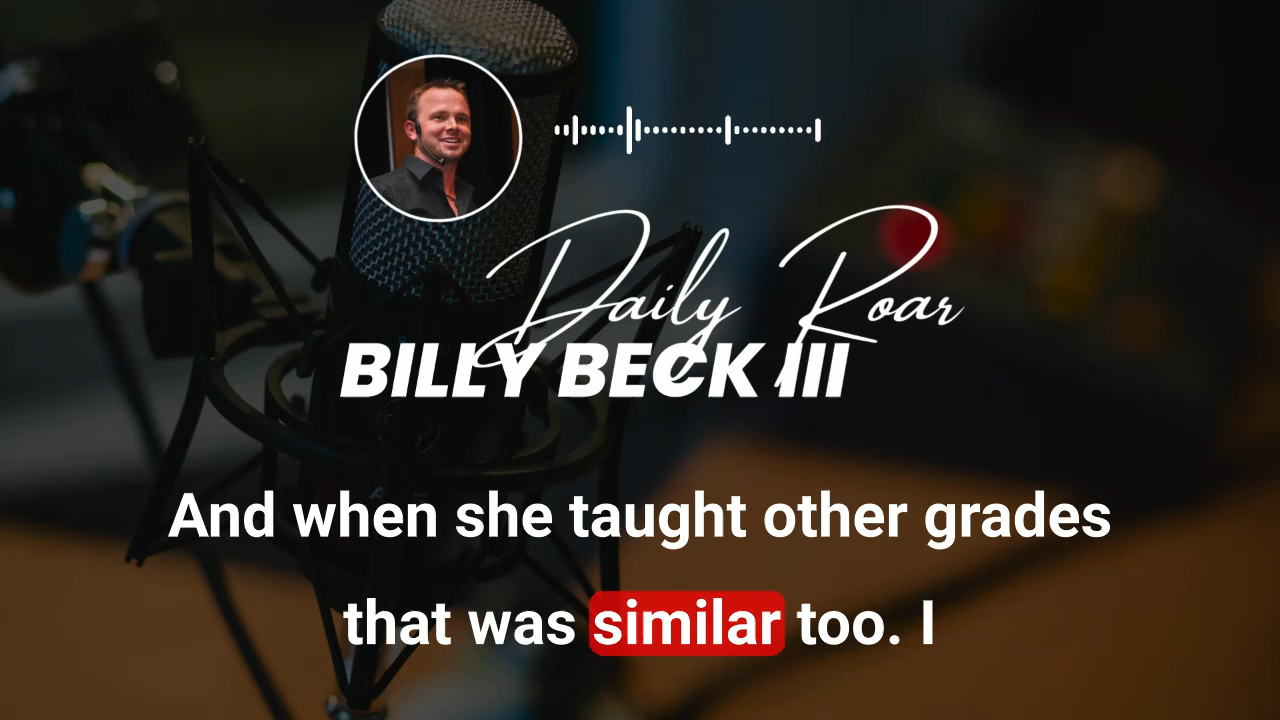 Daily Roar
BILLY BECK III
And when she taught other grades
that was similar too. I